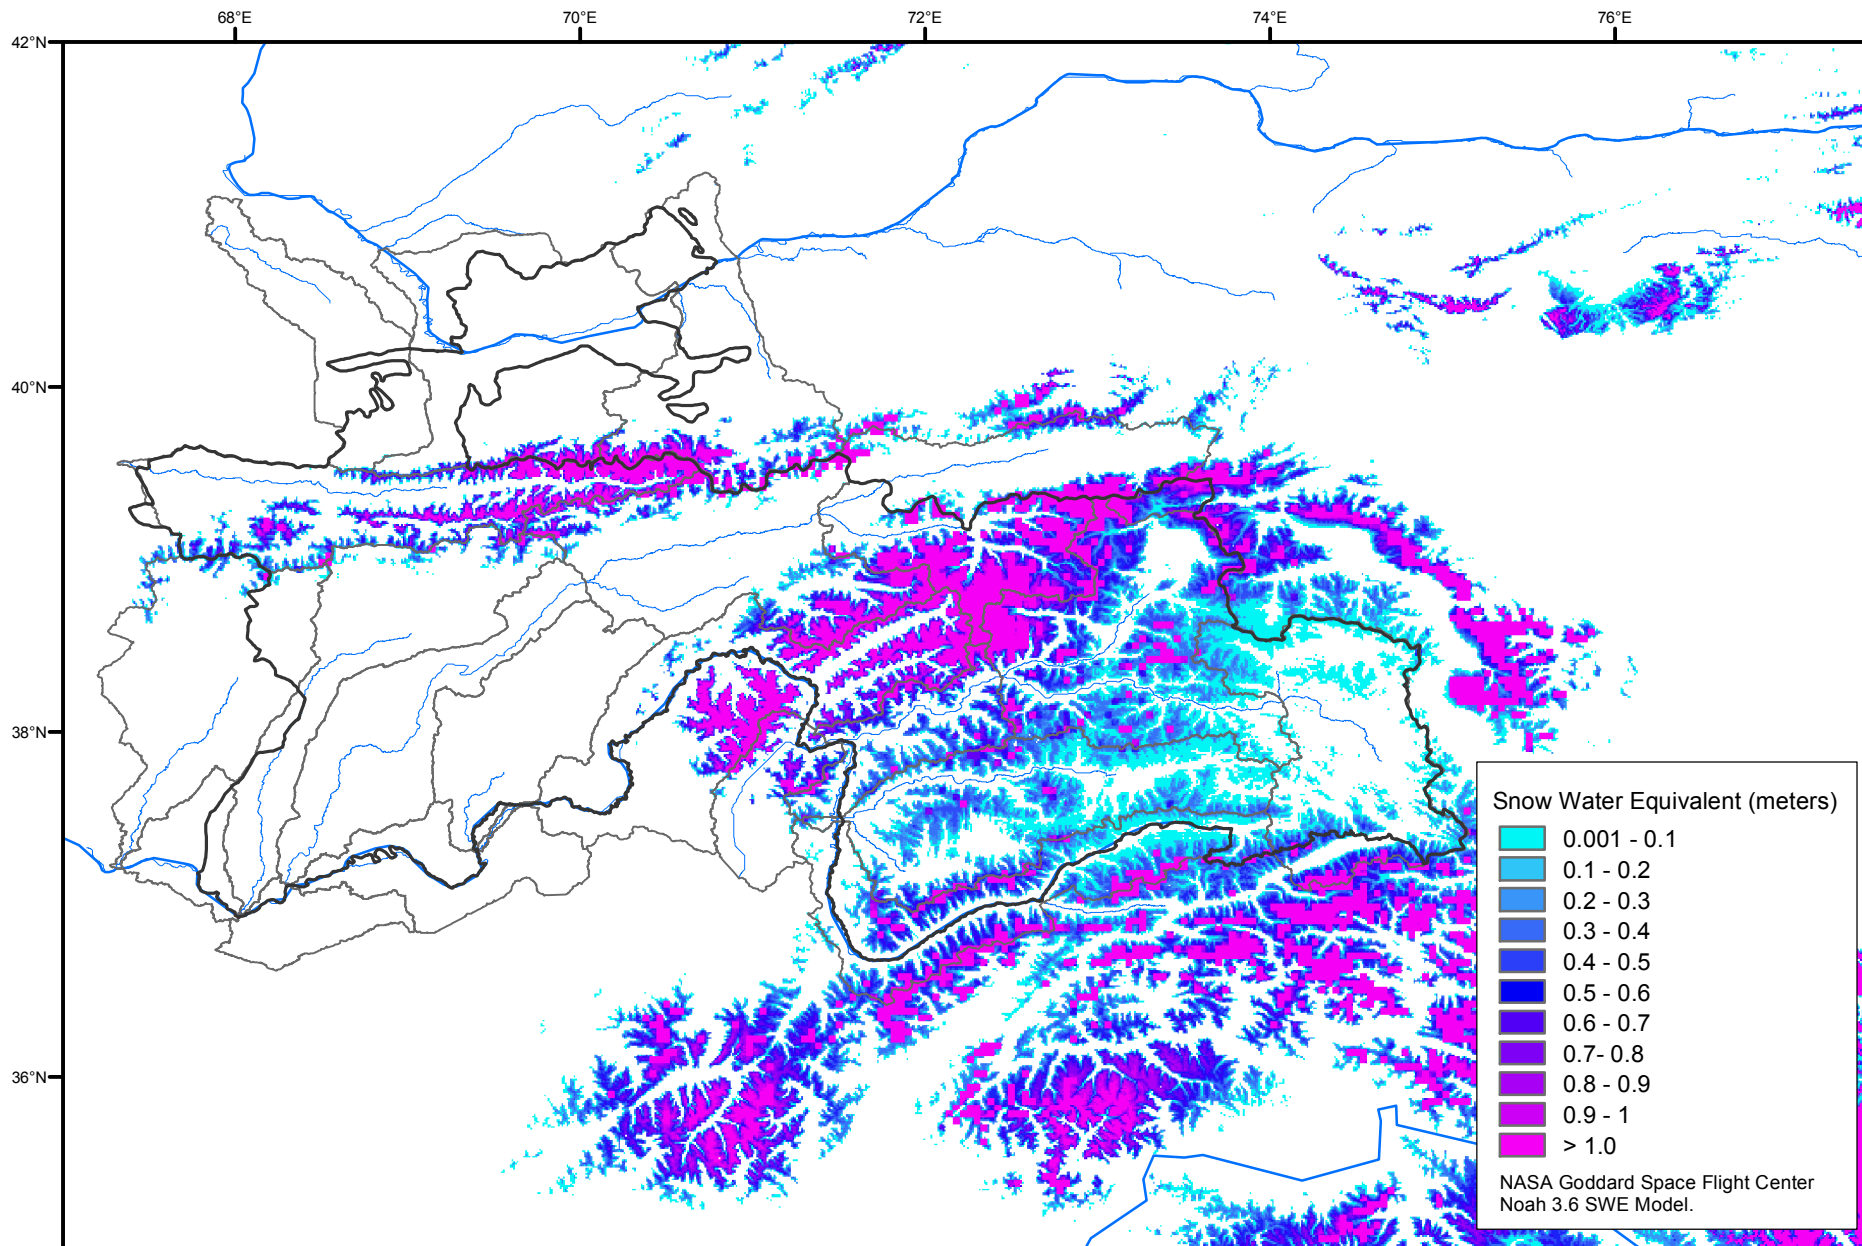 68°E 70°E 72°E 74°E 76°E
42°N
40°N
38°N
36°N
Snow Water Equivalent (meters)
0.001 - 0.1
0.1 - 0.2
0.2 - 0.3
0.3 - 0.4
0.4 - 0.5
0.5 - 0.6
0.6 - 0.7
0.7- 0.8
0.8 - 0.9
0.9 - 1
> 1.0
NASA Goddard Space Flight Center
Noah 3.6 SWE Model.